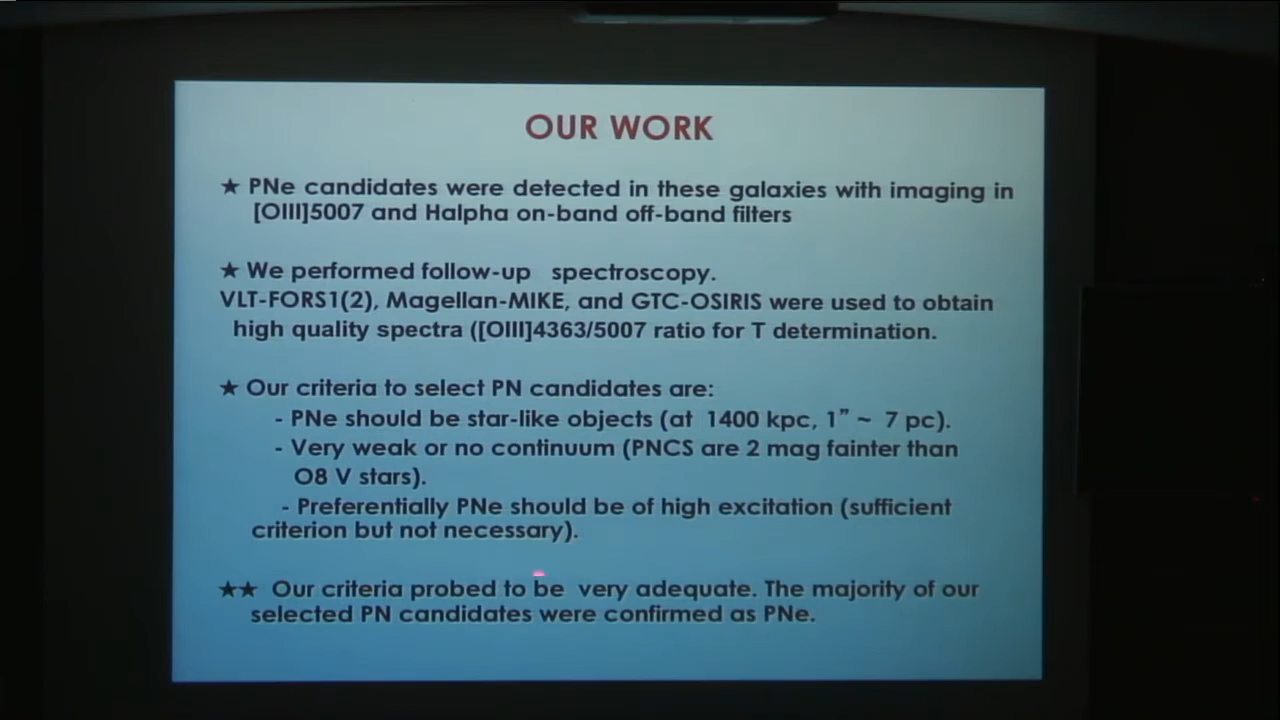 OUR WORK
★ PNe candidates were detected in these galaxies with imaging in
[OIII]5007 and Halpha on-band off-band filters
★ We performed follow-up spectroscopy.
VLT-FORS1(2), Magellan-MIKE, and GTC-OSIRIS were used to obtain
high quality spectra ([OIII]4363/5007 ratio for T determination.
★ Our criteria to select PN candidates are:
- PNe should be star-like objects (at 1400 kpc, 1” ~ 7 pc).
- Very weak or no continuum (PNCS are 2 mag fainter than
O8 V stars).
- Preferentially PNe should be of high excitation (sufficient
criterion but not necessary).
★★ Our criteria probed to be very adequate. The majority of our
selected PN candidates were confirmed as PNe.